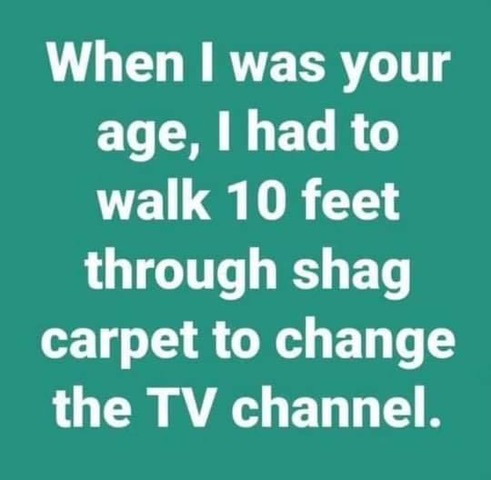 When I was your
age, I had to
walk 10 feet
through shag
carpet to change
the TV channel.